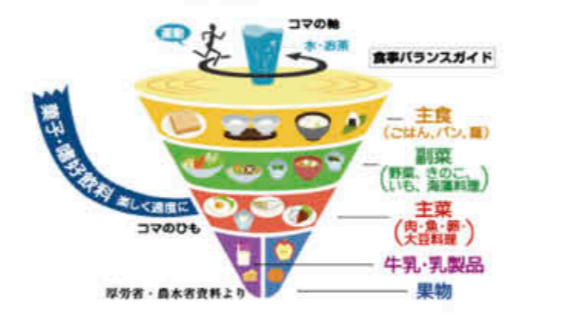 コマの軸
運動
水・お茶
食事バランスガイド
主食
(ごはん、パン、麺)
副菜
(野菜、きのこ、
いも、海藻料理)
菓子・嗜好飲料 楽しく適度に
主菜
(肉・魚・卵・
大豆料理)
コマのひも
牛乳・乳製品
厚労省・農水省資料より
果物